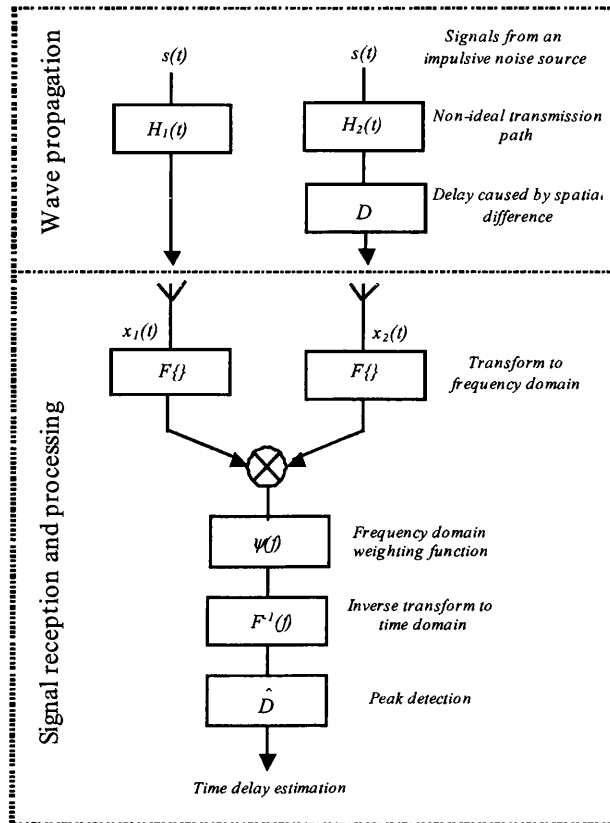 Wave propagation
Signals from an
impulsive noise source
s(t)
s(t)
H₁(t)
H₂(t)
Non-ideal transmission
path
D
Delay caused by spatial
difference
Signal reception and processing
x₁(t)
x₂(t)
F{}
F{}
Transform to
frequency domain
ψ(f)
Frequency domain
weighting function
F⁻¹(f)
Inverse transform to
time domain
D̂
Peak detection
Time delay estimation